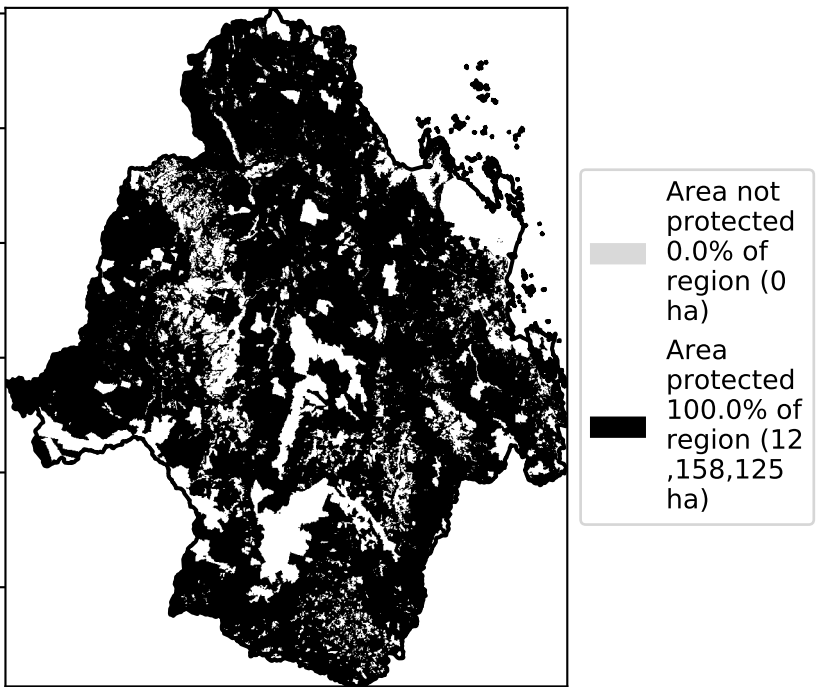 Area not
protected
0.0% of
region (0
ha)
Area
protected
100.0% of
region (12
,158,125
ha)